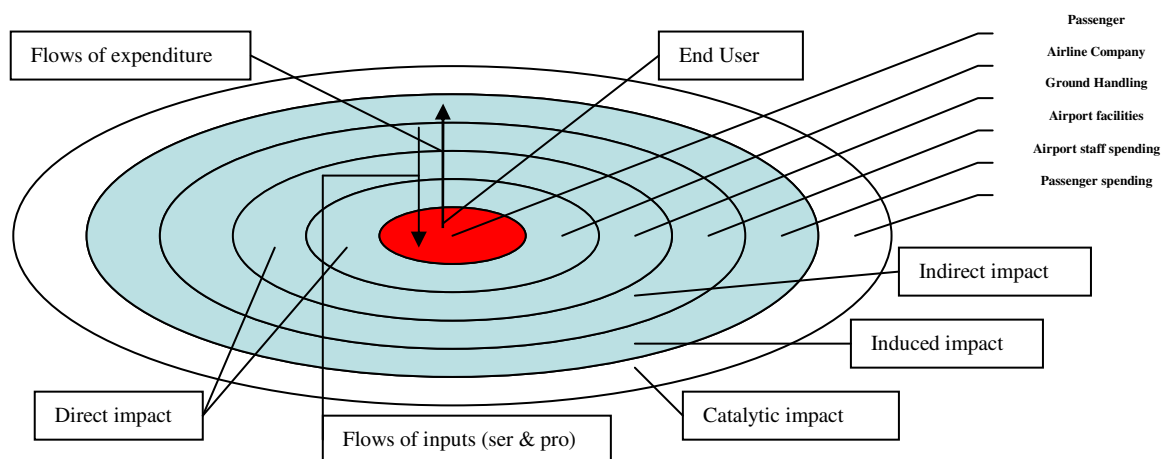 Passenger
Flows of expenditure
End User
Airline Company
Ground Handling
Airport facilities
Airport staff spending
Passenger spending
Indirect impact
Induced impact
Direct impact
Catalytic impact
Flows of inputs (ser & pro)